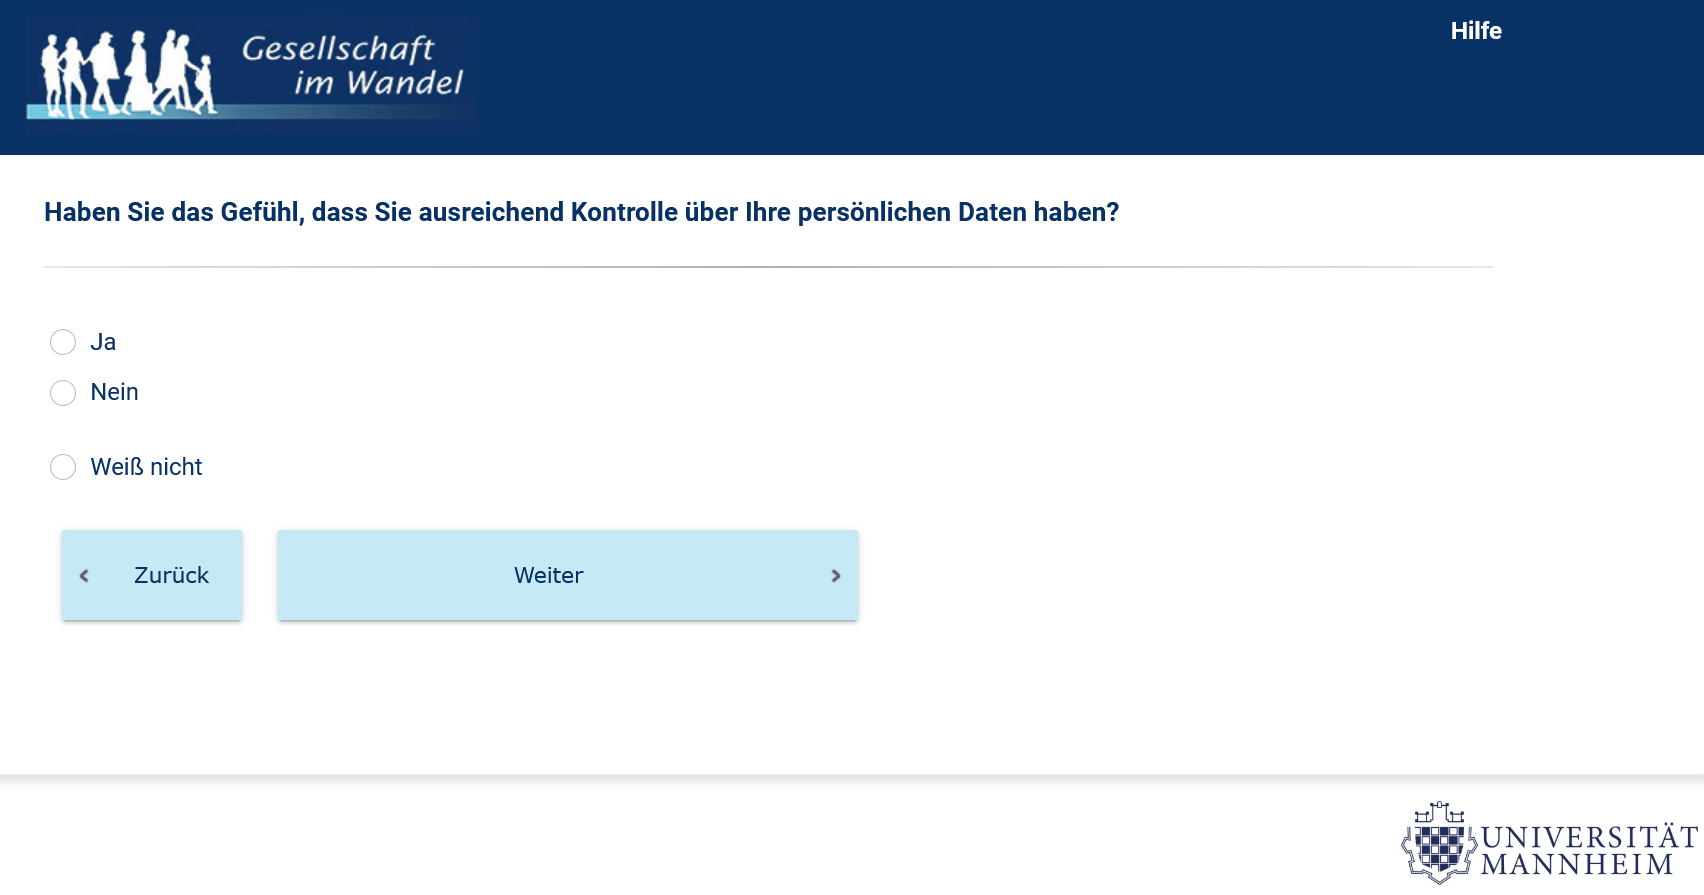 Gesellschaft
im Wandel
Hilfe
Haben Sie das Gefühl, dass Sie ausreichend Kontrolle über Ihre persönlichen Daten haben?
Ja
Nein
Weiß nicht
Zurück
Weiter
UNIVERSITÄT
MANNHEIM